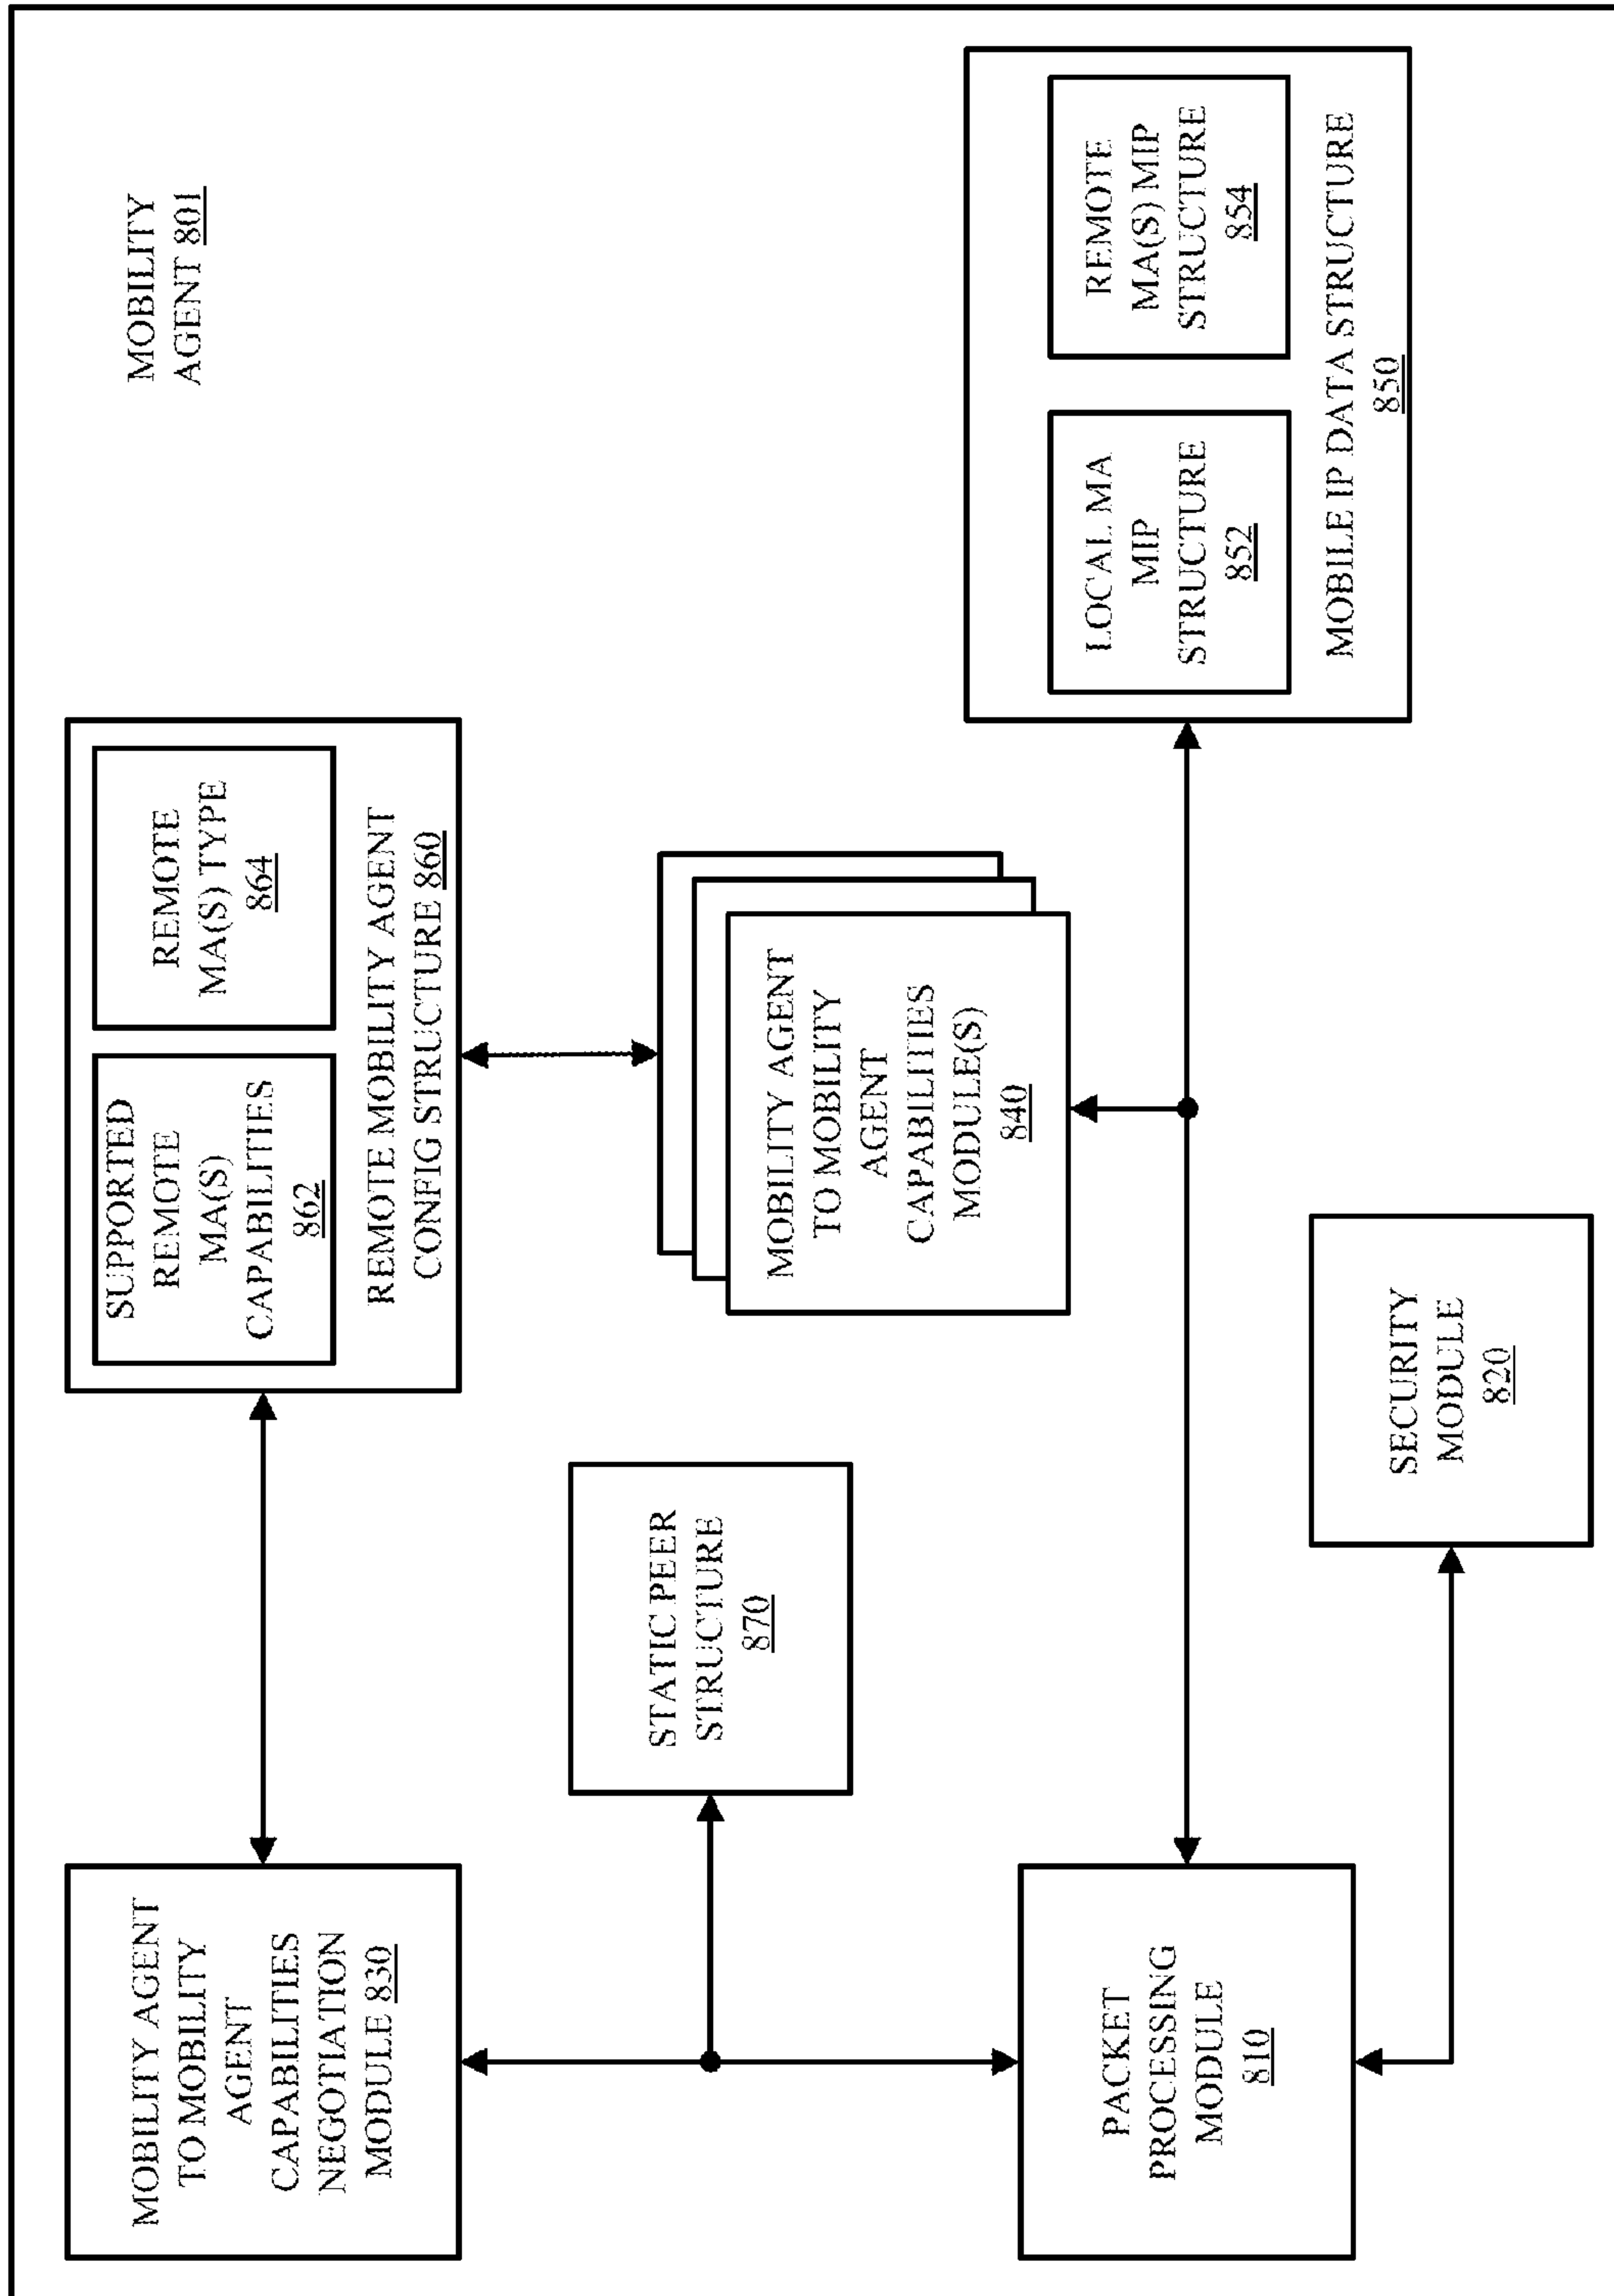 MOBILITY
AGENT 801
MOBILITY AGENT
TO MOBILITY
AGENT
CAPABILITIES
NEGOTIATION
MODULE 830
SUPPORTED
REMOTE
MA(S)
CAPABILITIES
862
REMOTE
MA(S) TYPE
864
REMOTE MOBILITY AGENT
CONFIG STRUCTURE 860
STATIC PEER
STRUCTURE
870
MOBILITY AGENT
TO MOBILITY
AGENT
CAPABILITIES
MODULE(S)
840
PACKET
PROCESSING
MODULE
810
SECURITY
MODULE
820
LOCAL MA
MIP
STRUCTURE
852
REMOTE
MA(S) MIP
STRUCTURE
854
MOBILE IP DATA STRUCTURE
850